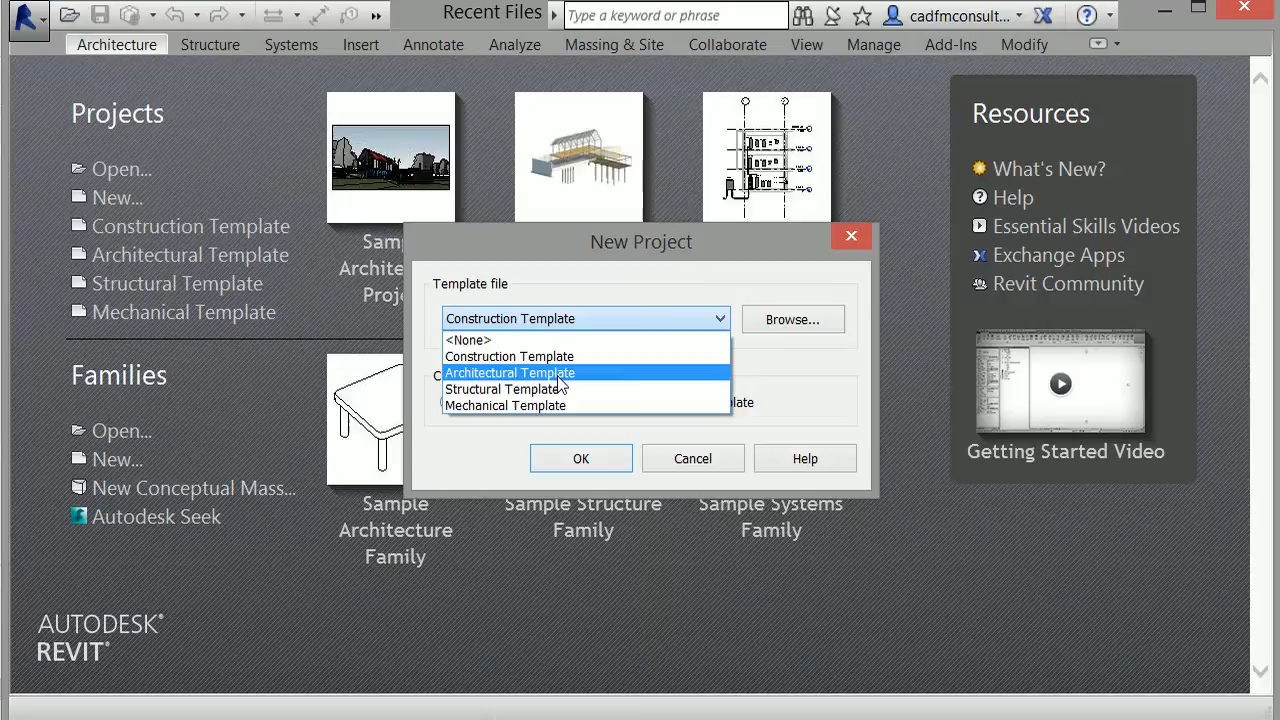 Recent Files
Type a keyword or phrase
cadfmconsult...
Architecture
Structure
Systems
Insert
Annotate
Analyze
Massing & Site
Collaborate
View
Manage
Add-Ins
Modify
Projects
Open...
New...
Construction Template
Architectural Template
Structural Template
Mechanical Template
Families
Open...
New...
New Conceptual Mass...
Autodesk Seek
Sample
Architecture
Family
Sample Structure
Family
Sample Systems
Family
New Project
Template file
Construction Template
Browse...
<None>
Construction Template
Architectural Template
Structural Template
Mechanical Template
OK
Cancel
Help
Resources
What's New?
Help
Essential Skills Videos
Exchange Apps
Revit Community
Getting Started Video
AUTODESK®
REVIT®